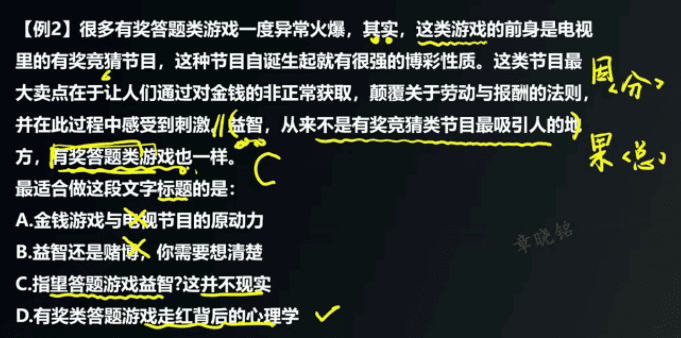 【例2】很多有奖答题类游戏一度异常火爆，其实，这类游戏的前身是电视
里的有奖竞猜节目，这种节目自诞生起就有很强的博彩性质。这类节目最
大卖点在于让人们通过对金钱的非正常获取，颠覆关于劳动与报酬的法则，
并在此过程中感受到刺激。益智，从来不是有奖竞猜类节目最吸引人的地
方，有奖答题类游戏也一样。
因（分）
果（总）
C
最适合做这段文字标题的是：
A.金钱游戏与电视节目的原动力
B.益智还是赌博，你需要想清楚
C.指望答题游戏益智?这并不现实
D.有奖类答题游戏走红背后的心理学
章晓铭